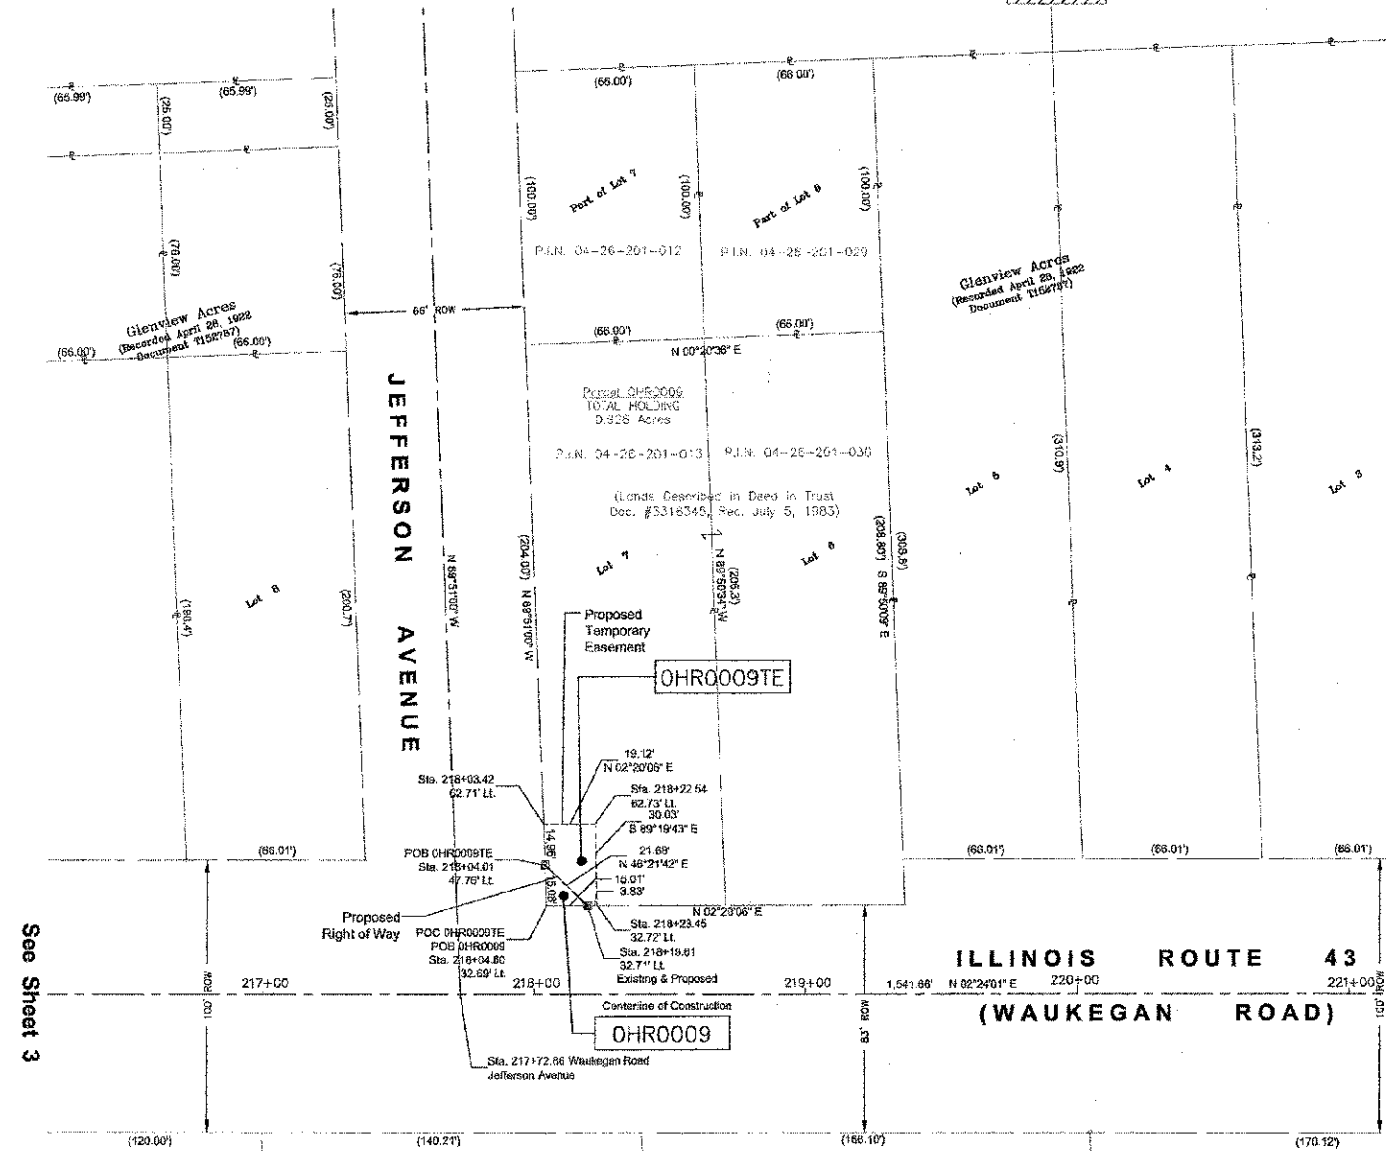 (65.99')
(65.99')
(25.00')
(25.00')
(66.00')
(66.00')
(100.00')
(100.00')
(100.00')
Part of Lot 7
Part of Lot 6
P.I.N. 04-26-201-012
P.I.N. 04-26-201-029
(76.00')
(76.00')
66' ROW
Glenview Acres
(Recorded April 28, 1922
Document T152787)
Glenview Acres
(Recorded April 28, 1922
Document T152787)
(66.00')
(66.00')
(66.00')
(66.00')
N 00°20'36" E
JEFFERSON AVENUE
Parcel 0HR0009
TOTAL HOLDING
0.926 Acres
P.I.N. 04-26-201-013
P.I.N. 04-26-201-030
(Lands Described in Deed in Trust
Doc. #3316345, Rec. July 5, 1983)
(310.9')
(313.2')
Lot 5
Lot 4
Lot 3
Lot 8
Lot 7
Lot 6
(200.7')
N 89°51'00" W
(204.00') N 89°51'00" W
(206.3')
N 89°50'34" W
(208.80') S 89°50'09" E
(308.8')
Proposed
Temporary
Easement
0HR0009TE
19.12'
N 02°20'06" E
Sta. 218+03.42
62.71' Lt.
Sta. 218+22.54
62.73' Lt.
30.03'
S 89°19'43" E
14.95'
15.08'
21.68'
N 46°21'42" E
15.01'
3.83'
POB 0HR0009TE
Sta. 218+04.01
47.76' Lt.
(66.01')
(66.01')
(66.01')
(66.01')
Proposed
Right of Way
POC 0HR0009TE
POB 0HR0009
Sta. 218+04.60
32.69' Lt.
N 02°20'06" E
Sta. 218+23.45
32.72' Lt.
Sta. 218+19.61
32.71' Lt.
Existing & Proposed
Centerline of Construction
ILLINOIS ROUTE 43
(WAUKEGAN ROAD)
217+00
218+00
219+00
1,541.66' N 02°24'01" E
220+00
221+00
100' ROW
83' ROW
100' ROW
0HR0009
Sta. 217+72.66 Waukegan Road
Jefferson Avenue
See Sheet 3
(120.00')
(140.21')
(166.10')
(170.12')